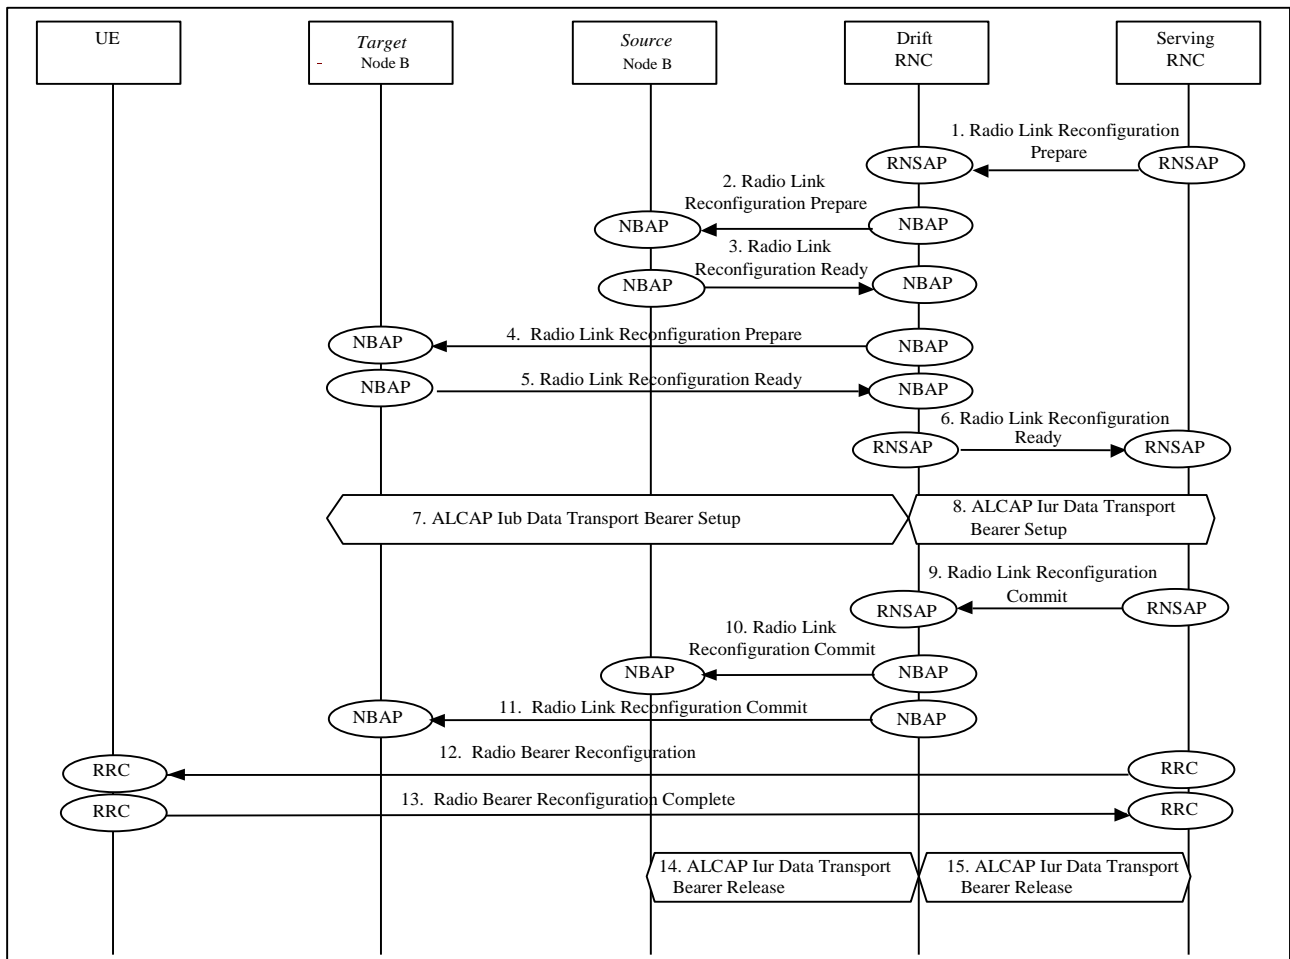 UE
Target
Node B
Source
Node B
Drift
RNC
Serving
RNC
1. Radio Link Reconfiguration
Prepare
RNSAP
RNSAP
2. Radio Link
Reconfiguration Prepare
NBAP
NBAP
3. Radio Link
Reconfiguration Ready
NBAP
NBAP
NBAP
4. Radio Link Reconfiguration Prepare
NBAP
NBAP
5. Radio Link Reconfiguration Ready
NBAP
6. Radio Link Reconfiguration
Ready
RNSAP
RNSAP
7. ALCAP Iub Data Transport Bearer Setup
8. ALCAP Iur Data Transport
Bearer Setup
9. Radio Link Reconfiguration
Commit
RNSAP
RNSAP
10. Radio Link
Reconfiguration Commit
NBAP
NBAP
NBAP
11. Radio Link Reconfiguration Commit
NBAP
12. Radio Bearer Reconfiguration
RRC
RRC
13. Radio Bearer Reconfiguration Complete
RRC
RRC
14. ALCAP Iur Data Transport
Bearer Release
15. ALCAP Iur Data Transport
Bearer Release